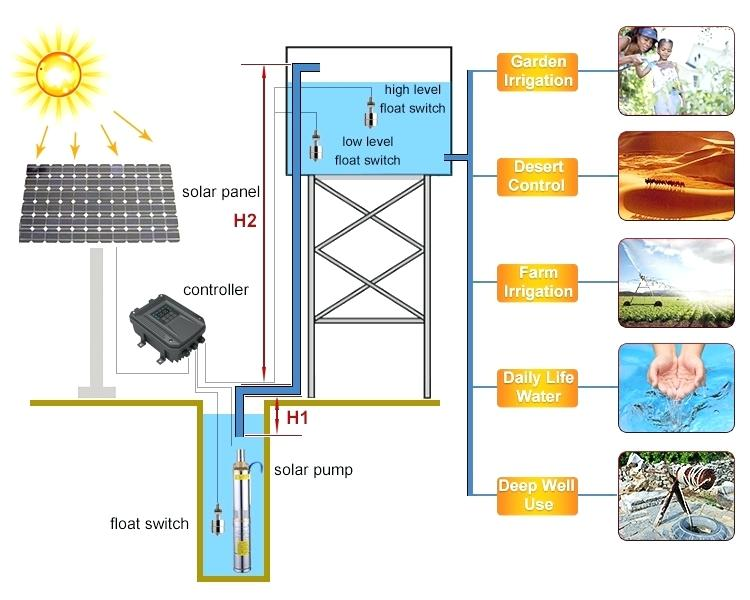 high level
float switch
low level
float switch
solar panel
H2
controller
H1
solar pump
float switch
Garden
Irrigation
Desert
Control
Farm
Irrigation
Daily Life
Water
Deep Well
Use